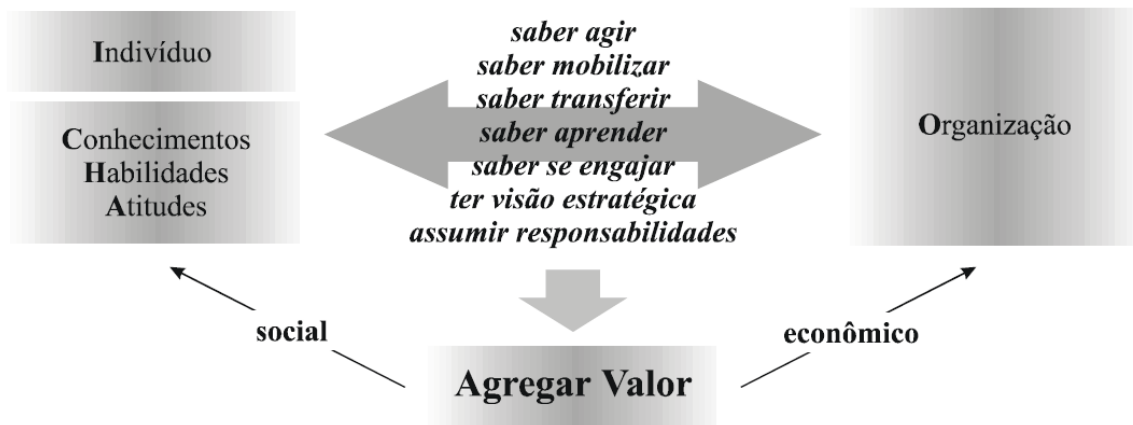 Indivíduo
Conhecimentos
Habilidades
Atitudes
saber agir
saber mobilizar
saber transferir
saber aprender
saber se engajar
ter visão estratégica
assumir responsabilidades
Organização
social
econômico
Agregar Valor